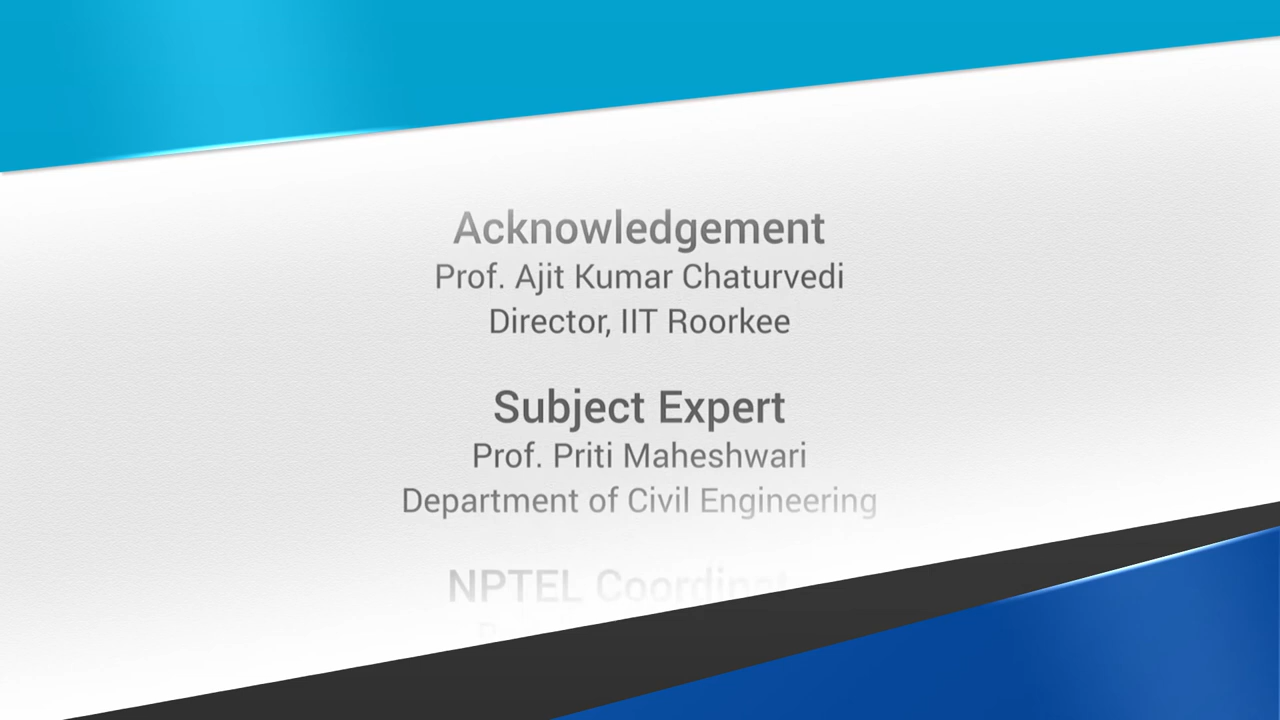 Acknowledgement
Prof. Ajit Kumar Chaturvedi
Director, IIT Roorkee
Subject Expert
Prof. Priti Maheshwari
Department of Civil Engineering
NPTEL